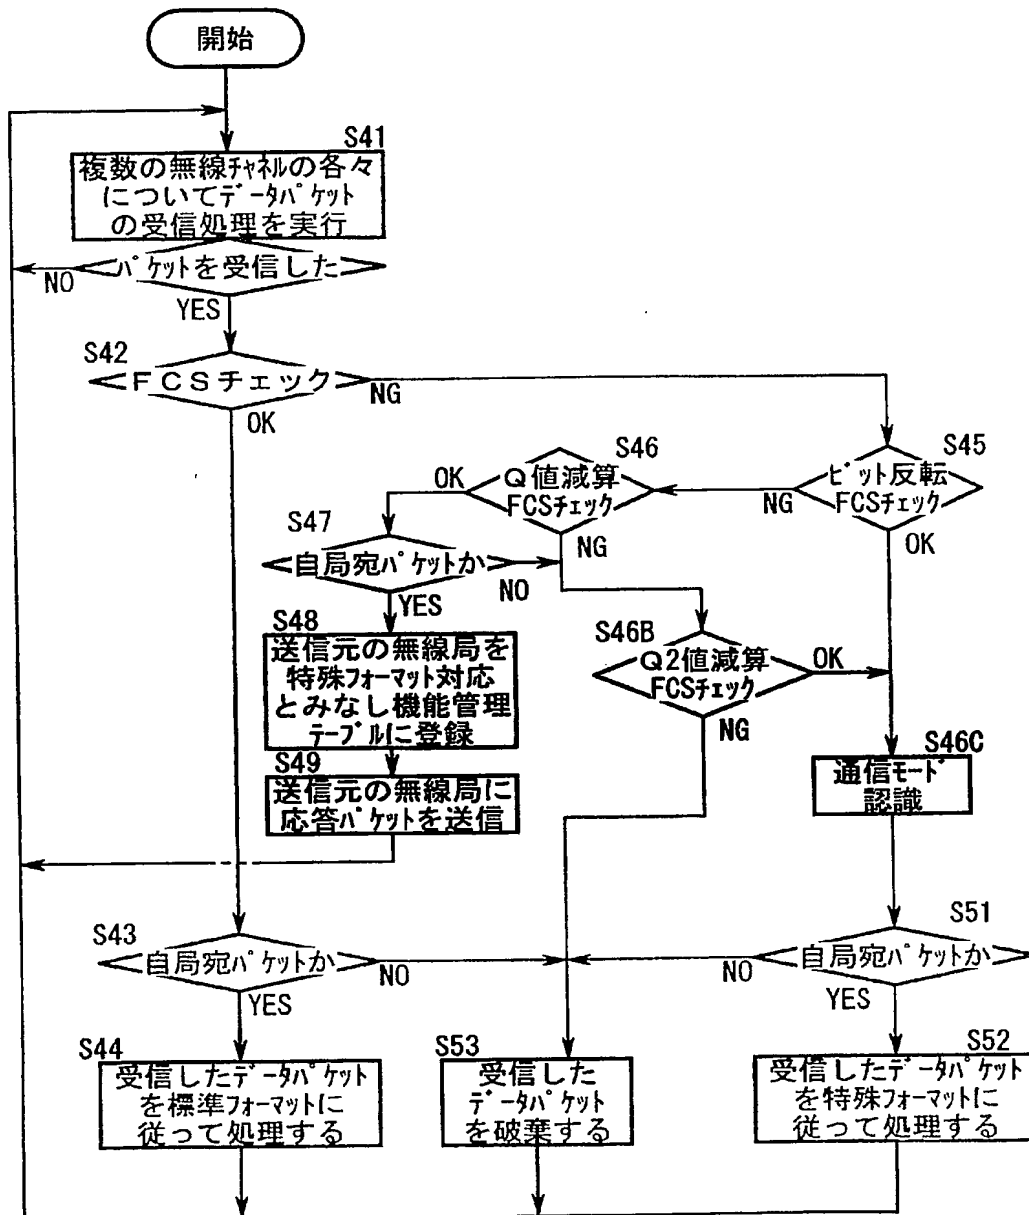 開始
S41
複数の無線ﾁｬﾈﾙの各々
についてﾃﾞｰﾀﾊﾟｹｯﾄ
の受信処理を実行
ﾊﾟｹｯﾄを受信した
NO
YES
S42
ＦＣＳチェック
NG
OK
S45
ﾋﾞｯﾄ反転
FCSﾁｪｯｸ
NG
OK
S46
Ｑ値減算
FCSﾁｪｯｸ
OK
NG
S47
自局宛ﾊﾟｹｯﾄか
NO
YES
S48
送信元の無線局を
特殊ﾌｫｰﾏｯﾄ対応
とみなし機能管理
ﾃｰﾌﾞﾙに登録
S49
送信元の無線局に
応答ﾊﾟｹｯﾄを送信
S46B
Ｑ2値減算
FCSﾁｪｯｸ
OK
NG
S46C
通信ﾓｰﾄﾞ
認識
S43
自局宛ﾊﾟｹｯﾄか
NO
YES
S51
自局宛ﾊﾟｹｯﾄか
NO
YES
S44
受信したﾃﾞｰﾀﾊﾟｹｯﾄ
を標準ﾌｫｰﾏｯﾄに
従って処理する
S53
受信した
ﾃﾞｰﾀﾊﾟｹｯﾄ
を破棄する
S52
受信したﾃﾞｰﾀﾊﾟｹｯﾄ
を特殊ﾌｫｰﾏｯﾄに
従って処理する